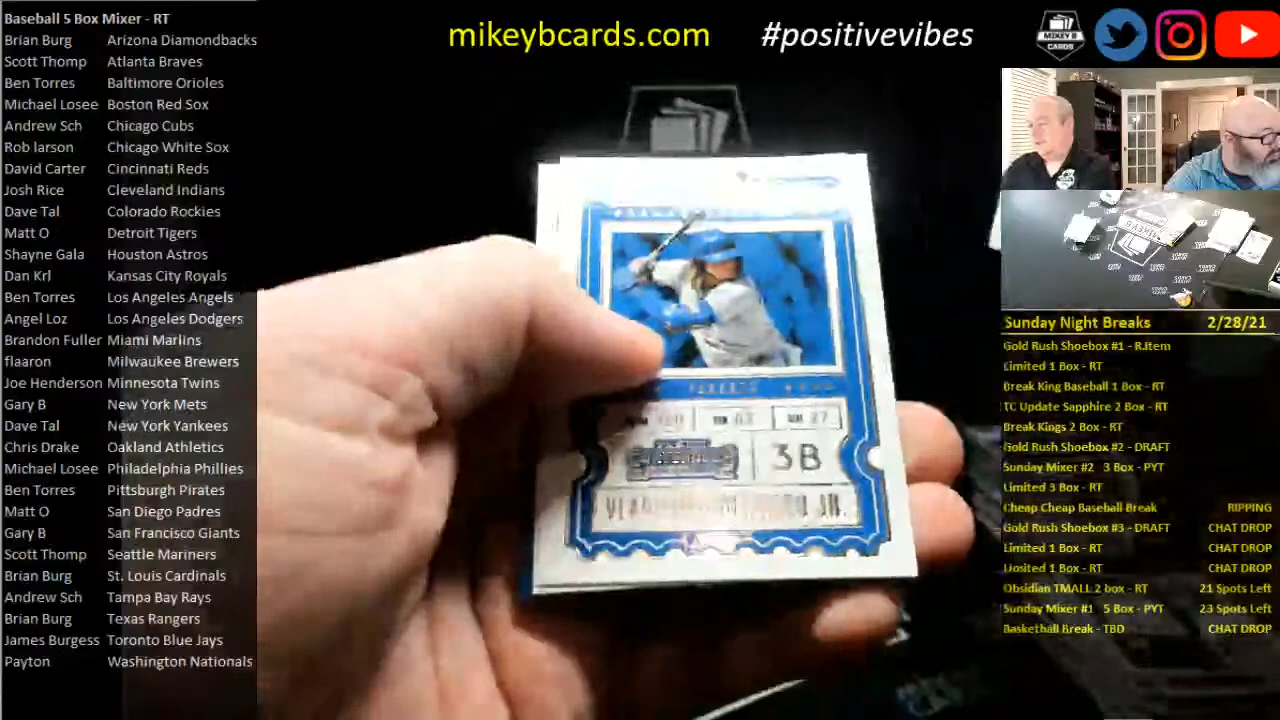 Baseball 5 Box Mixer - RT
Brian Burg Arizona Diamondbacks
Scott Thomp Atlanta Braves
Ben Torres Baltimore Orioles
Michael Losee Boston Red Sox
Andrew Sch Chicago Cubs
Rob larson Chicago White Sox
David Carter Cincinnati Reds
Josh Rice Cleveland Indians
Dave Tal Colorado Rockies
Matt O Detroit Tigers
Shayne Gala Houston Astros
Dan Krl Kansas City Royals
Ben Torres Los Angeles Angels
Angel Loz Los Angeles Dodgers
Brandon Fuller Miami Marlins
flaaron Milwaukee Brewers
Joe Henderson Minnesota Twins
Gary B New York Mets
Dave Tal New York Yankees
Chris Drake Oakland Athletics
Michael Losee Philadelphia Phillies
Ben Torres Pittsburgh Pirates
Matt O San Diego Padres
Gary B San Francisco Giants
Scott Thomp Seattle Mariners
Brian Burg St. Louis Cardinals
Andrew Sch Tampa Bay Rays
Brian Burg Texas Rangers
James Burgess Toronto Blue Jays
Payton Washington Nationals
mikeybcards.com #positivevibes
MIKEY B
CARDS
3B
JR.
Sunday Night Breaks 2/28/21
Gold Rush Shoebox #1 - R.Item
Limited 1 Box - RT
Break King Baseball 1 Box - RT
TC Update Sapphire 2 Box - RT
Break Kings 2 Box - RT
Gold Rush Shoebox #2 - DRAFT
Sunday Mixer #2 3 Box - PYT
Limited 3 Box - RT
Cheap Cheap Baseball Break RIPPING
Gold Rush Shoebox #3 - DRAFT CHAT DROP
Limited 1 Box - RT CHAT DROP
Limited 1 Box - RT CHAT DROP
Obsidian TMALL 2 box - RT 21 Spots Left
Sunday Mixer #1 5 Box - PYT 23 Spots Left
Basketball Break - TBD CHAT DROP